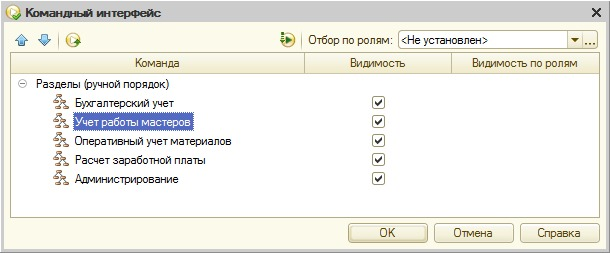 Командный интерфейс
Отбор по ролям: <Не установлен>
Команда Видимость Видимость по ролям
Разделы (ручной порядок)
Бухгалтерский учет
Учет работы мастеров
Оперативный учет материалов
Расчет заработной платы
Администрирование
OK Отмена Справка